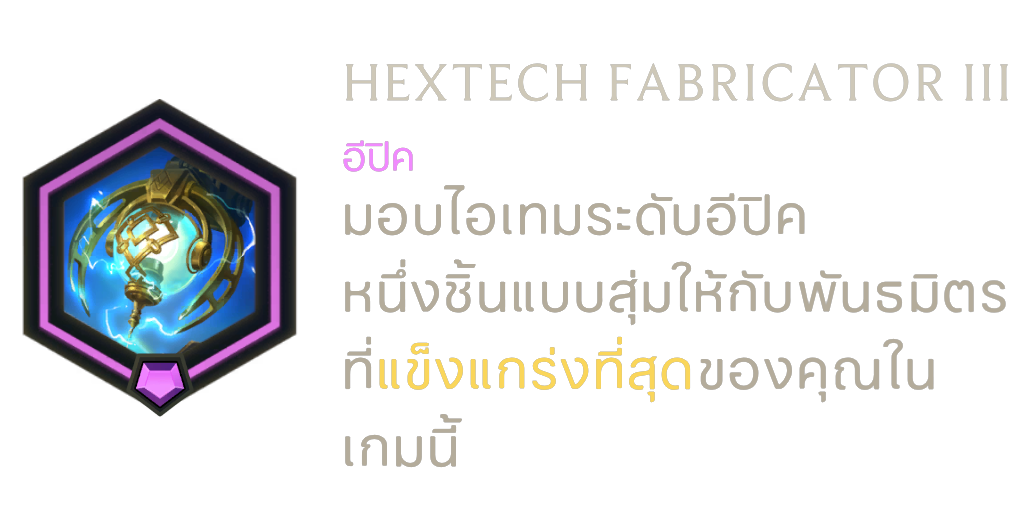 HEXTECH FABRICATOR III
อีปิค
มอบไอเทมระดับอีปิค
หนึ่งชิ้นแบบสุ่มให้กับพันธมิตร
ที่แข็งแกร่งที่สุดของคุณใน
เกมนี้